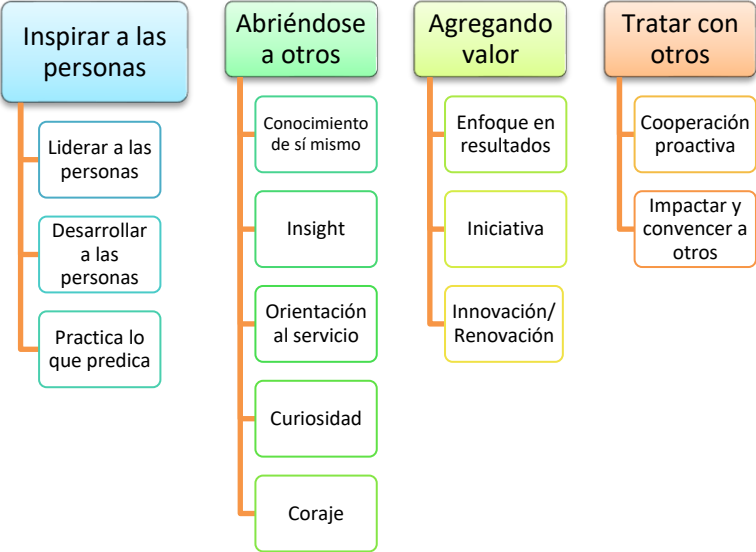 Inspirar a las
personas
Liderar a las
personas
Desarrollar
a las
personas
Practica lo
que predica
Abriéndose
a otros
Conocimiento
de sí mismo
Insight
Orientación
al servicio
Curiosidad
Coraje
Agregando
valor
Enfoque en
resultados
Iniciativa
Innovación/
Renovación
Tratar con
otros
Cooperación
proactiva
Impactar y
convencer a
otros